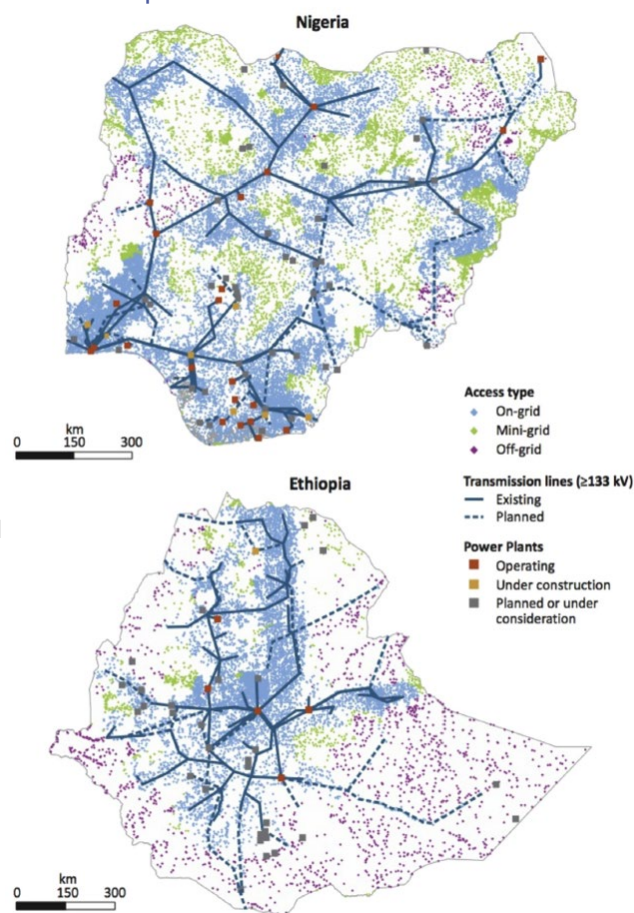 Nigeria
km
0 150 300
Access type
On-grid
Mini-grid
Off-grid
Transmission lines (≥133 kV)
Existing
Planned
Power Plants
Operating
Under construction
Planned or under
consideration
Ethiopia
km
0 150 300